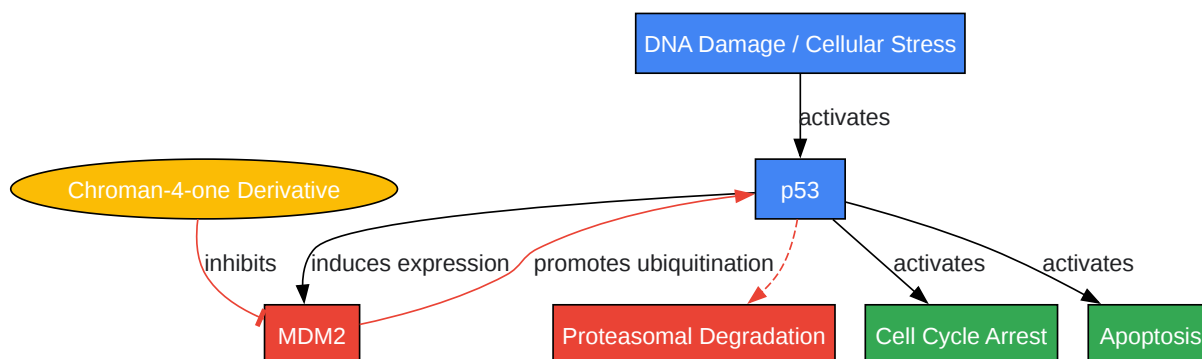 DNA Damage / Cellular Stress
activates
Chroman-4-one Derivative
p53
inhibits
induces expression
promotes ubiquitination
activates
activates
MDM2
Proteasomal Degradation
Cell Cycle Arrest
Apoptosis